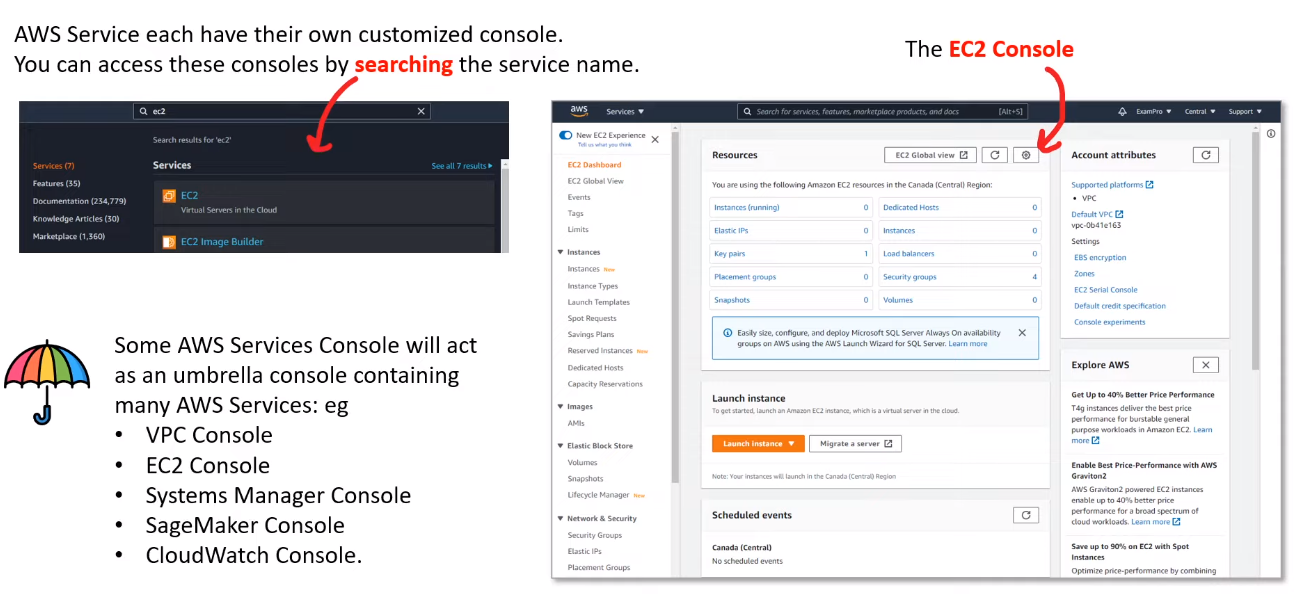 AWS Service each have their own customized console.
You can access these consoles by searching the service name.
ec2
Search results for 'ec2'
Services (7)
Features (35)
Documentation (234,779)
Knowledge Articles (30)
Marketplace (1,360)
Services
See all 7 results
EC2
Virtual Servers in the Cloud
EC2 Image Builder
Some AWS Services Console will act
as an umbrella console containing
many AWS Services: eg
• VPC Console
• EC2 Console
• Systems Manager Console
• SageMaker Console
• CloudWatch Console.
The EC2 Console
aws
Services
Search for services, features, marketplace products, and docs
[Alt+S]
ExamPro
Central
Support
New EC2 Experience
Tell us what you think
EC2 Dashboard
EC2 Global View
Events
Tags
Limits
Instances
Instances New
Instance Types
Launch Templates
Spot Requests
Savings Plans
Reserved Instances New
Dedicated Hosts
Capacity Reservations
Images
AMIs
Elastic Block Store
Volumes
Snapshots
Lifecycle Manager New
Network & Security
Security Groups
Elastic IPs
Placement Groups
Resources
EC2 Global view
You are using the following Amazon EC2 resources in the Canada (Central) Region:
Instances (running) 0
Dedicated Hosts 0
Elastic IPs 0
Instances 0
Key pairs 1
Load balancers 0
Placement groups 0
Security groups 4
Snapshots 0
Volumes 0
Easily size, configure, and deploy Microsoft SQL Server Always On availability
groups on AWS using the AWS Launch Wizard for SQL Server. Learn more
Launch instance
To get started, launch an Amazon EC2 instance, which is a virtual server in the cloud.
Launch instance
Migrate a server
Note: Your instances will launch in the Canada (Central) Region
Scheduled events
Canada (Central)
No scheduled events
Account attributes
Supported platforms
• VPC
Default VPC
vpc-0b41e163
Settings
EBS encryption
Zones
EC2 Serial Console
Default credit specification
Console experiments
Explore AWS
Get Up to 40% Better Price Performance
T4g instances deliver the best price
performance for burstable general
purpose workloads in Amazon EC2. Learn
more
Enable Best Price-Performance with AWS
Graviton2
AWS Graviton2 powered EC2 instances
enable up to 40% better price
performance for a broad spectrum of
cloud workloads. Learn more
Save up to 90% on EC2 with Spot
Instances
Optimize price-performance by combining